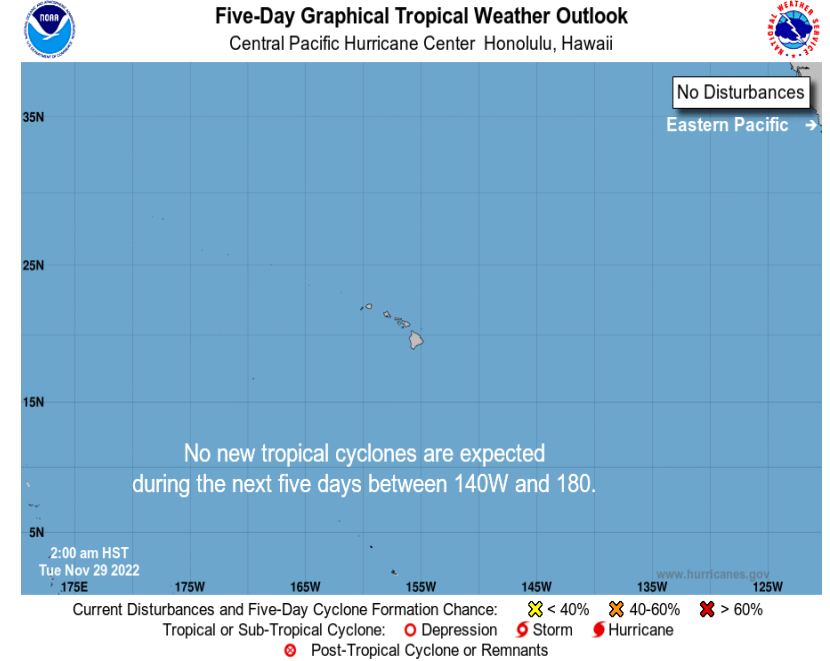 Five-Day Graphical Tropical Weather Outlook
Central Pacific Hurricane Center Honolulu, Hawaii
NOAA
NATIONAL WEATHER SERVICE
No Disturbances
Eastern Pacific →
35N
25N
15N
No new tropical cyclones are expected
during the next five days between 140W and 180.
5N
2:00 am HST
Tue Nov 29 2022
www.hurricanes.gov
175E 175W 165W 155W 145W 135W 125W
Current Disturbances and Five-Day Cyclone Formation Chance: < 40% 40-60% > 60%
Tropical or Sub-Tropical Cyclone: Depression Storm Hurricane
Post-Tropical Cyclone or Remnants